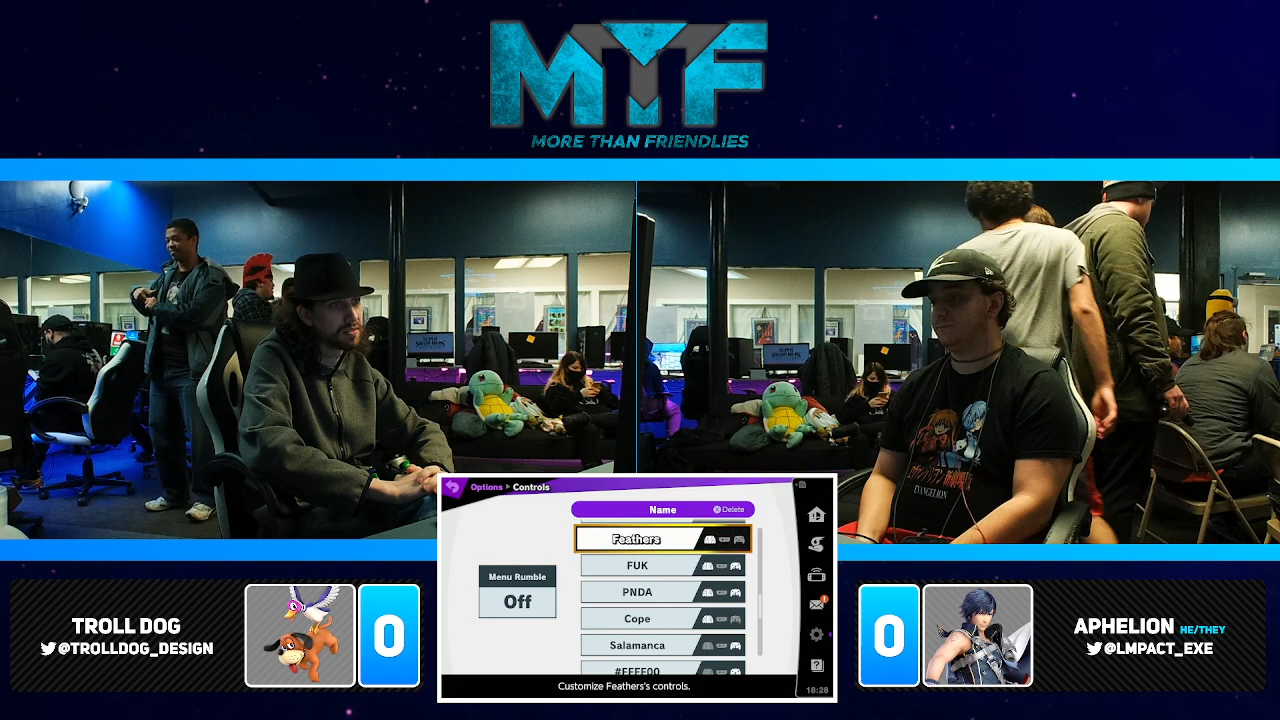 MTF
MORE THAN FRIENDLIES
EVANGELION
Options ▸ Controls
Name
Delete
Feathers
FUK
PNDA
Cope
Salamanca
#FFFF00
Menu Rumble
Off
Customize Feathers's controls.
18:28
TROLL DOG
@TROLLDOG_DESIGN
0
0
APHELION HE/THEY
@LMPACT_EXE